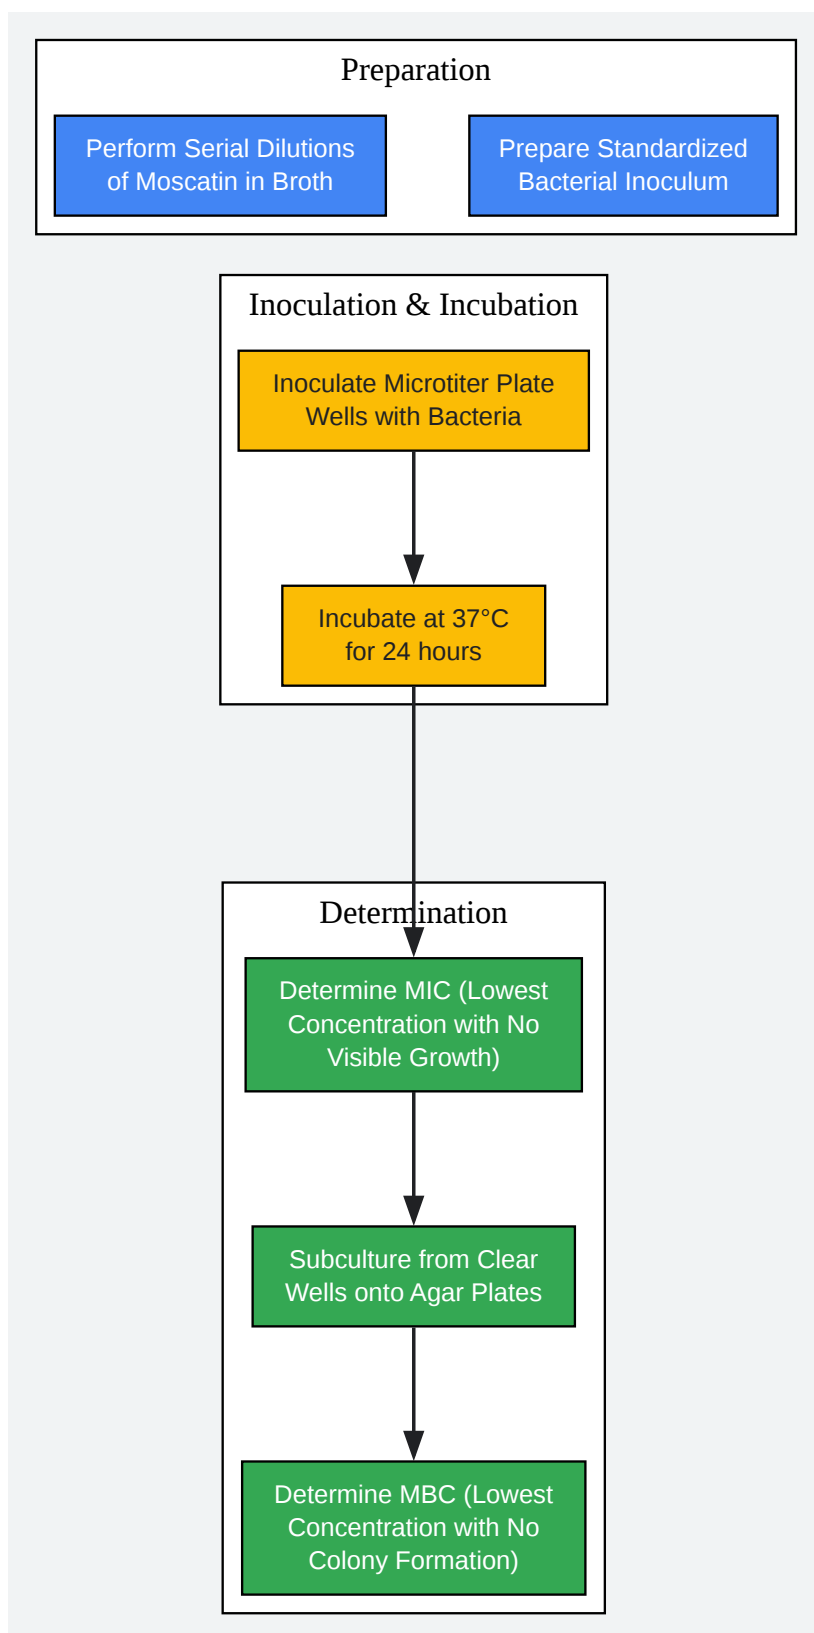 Preparation
Perform Serial Dilutions
of Moscatin in Broth
Prepare Standardized
Bacterial Inoculum
Inoculation & Incubation
Inoculate Microtiter Plate
Wells with Bacteria
Incubate at 37°C
for 24 hours
Determination
Determine MIC (Lowest
Concentration with No
Visible Growth)
Subculture from Clear
Wells onto Agar Plates
Determine MBC (Lowest
Concentration with No
Colony Formation)